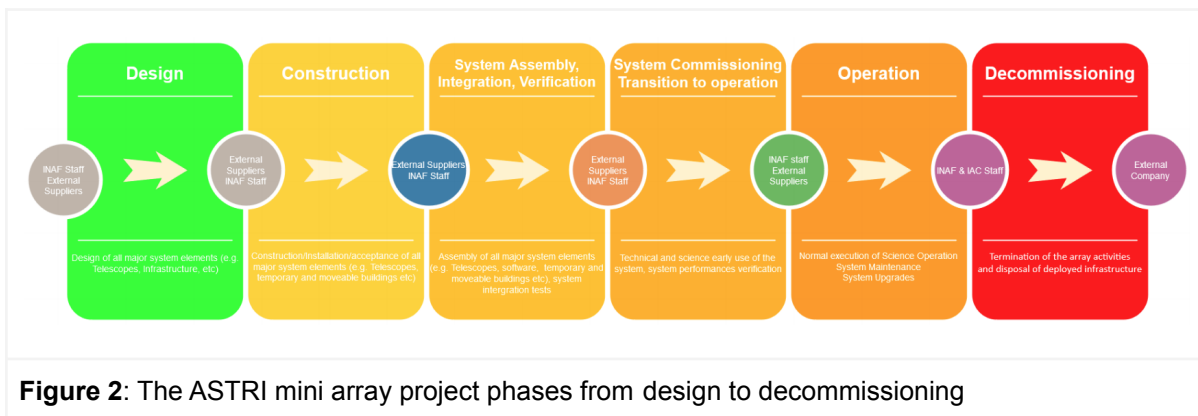 Design
Construction
System Assembly,
Integration, Verification
System Commissioning
Transition to operation
Operation
Decommissioning
INAF Staff
External
Suppliers
External
Suppliers
INAF Staff
External Suppliers
INAF Staff
External
Suppliers
INAF Staff
INAF staff
External
Suppliers
INAF & IAC Staff
External
Company
Design of all major system elements (e.g.
Telescopes, infrastructure, etc)
Construction/Installation/acceptance of all
major system elements (e.g. Telescopes,
temporary and moveable buildings etc)
Assembly of all major system elements
(e.g. Telescopes, software, temporary and
moveable buildings etc), system
intergration tests
Technical and science early use of the
system, system performances verification
Normal execution of Science Operation
System Maintenance
System Upgrades
Termination of the array activities
and disposal of deployed infrastructure
Figure 2: The ASTRI mini array project phases from design to decommissioning